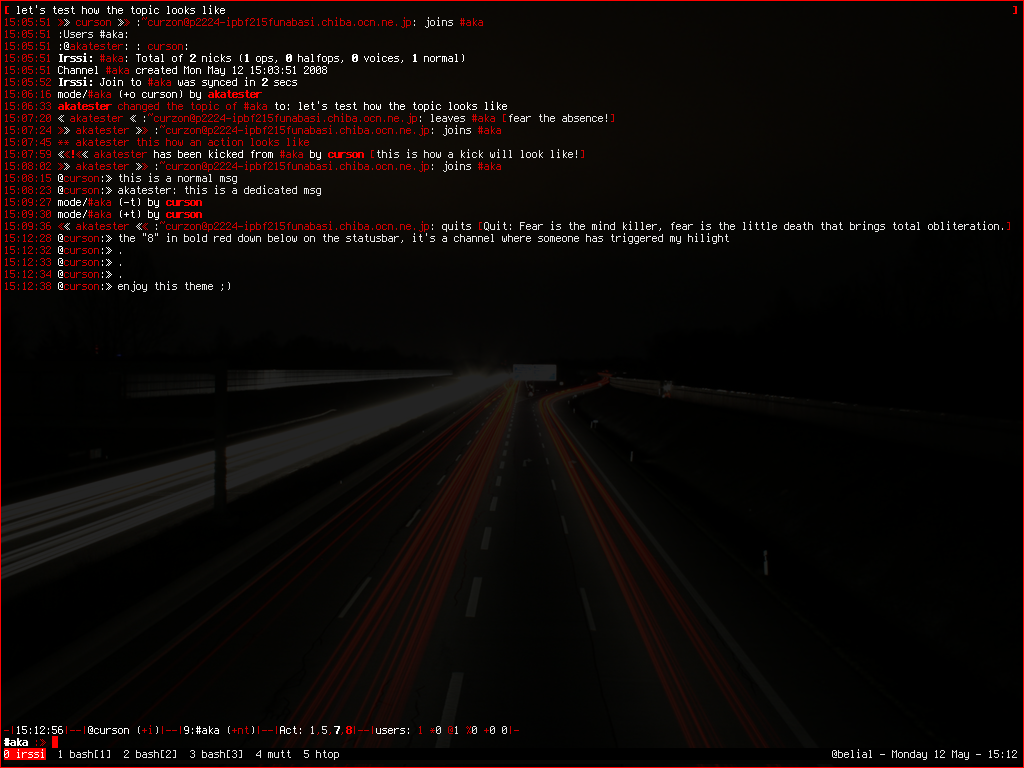 [ let's test how the topic looks like ]
15:05:51 »» curson »» :~curzon@p2224-ipbf215funabasi.chiba.ocn.ne.jp: joins #aka
15:05:51 :Users #aka:
15:05:51 :@akatester: : curson:
15:05:51 Irssi: #aka: Total of 2 nicks (1 ops, 0 halfops, 0 voices, 1 normal)
15:05:51 Channel #aka created Mon May 12 15:03:51 2008
15:05:52 Irssi: Join to #aka was synced in 2 secs
15:06:16 mode/#aka (+o curson) by akatester
15:06:33 akatester changed the topic of #aka to: let's test how the topic looks like
15:07:20 « akatester « :~curzon@p2224-ipbf215funabasi.chiba.ocn.ne.jp: leaves #aka [fear the absence!]
15:07:24 »» akatester »» :~curzon@p2224-ipbf215funabasi.chiba.ocn.ne.jp: joins #aka
15:07:45 ** akatester this how an action looks like
15:07:59 ««!«« akatester has been kicked from #aka by curson [this is how a kick will look like!]
15:08:02 »» akatester »» :~curzon@p2224-ipbf215funabasi.chiba.ocn.ne.jp: joins #aka
15:08:15 @curson:» this is a normal msg
15:08:23 @curson:» akatester: this is a dedicated msg
15:09:27 mode/#aka (-t) by curson
15:09:30 mode/#aka (+t) by curson
15:09:36 «« akatester «« :~curzon@p2224-ipbf215funabasi.chiba.ocn.ne.jp: quits [Quit: Fear is the mind killer, fear is the little death that brings total obliteration.]
15:12:28 @curson:» the "8" in bold red down below on the statusbar, it's a channel where someone has triggered my hilight
15:12:32 @curson:» .
15:12:33 @curson:» .
15:12:34 @curson:» .
15:12:38 @curson:» enjoy this theme ;)
-|15:12:56|--|@curson (+i)|--|9:#aka (+nt)|--|Act: 1,5,7,8|--|users: 1 *0 @1 %0 +0 0|-
#aka :»
0 irssi 1 bash[1] 2 bash[2] 3 bash[3] 4 mutt 5 htop @belial - Monday 12 May - 15:12